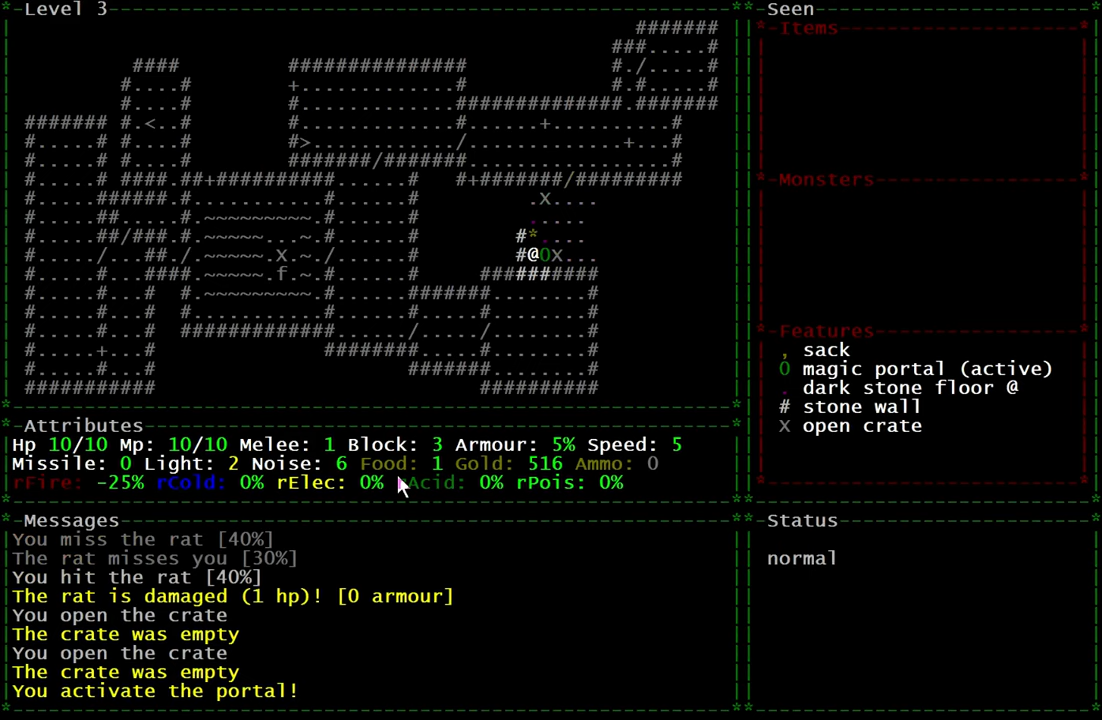 Level 3
Seen
Items
Monsters
Features
, sack
O magic portal (active)
. dark stone floor @
# stone wall
x open crate
Attributes
Hp 10/10 Mp: 10/10 Melee: 1 Block: 3 Armour: 5% Speed: 5
Missile: 0 Light: 2 Noise: 6 Food: 1 Gold: 516 Ammo: 0
rFire: -25% rCold: 0% rElec: 0% rAcid: 0% rPois: 0%
Messages
You miss the rat [40%]
The rat misses you [30%]
You hit the rat [40%]
The rat is damaged (1 hp)! [0 armour]
You open the crate
The crate was empty
You open the crate
The crate was empty
You activate the portal!
Status
normal